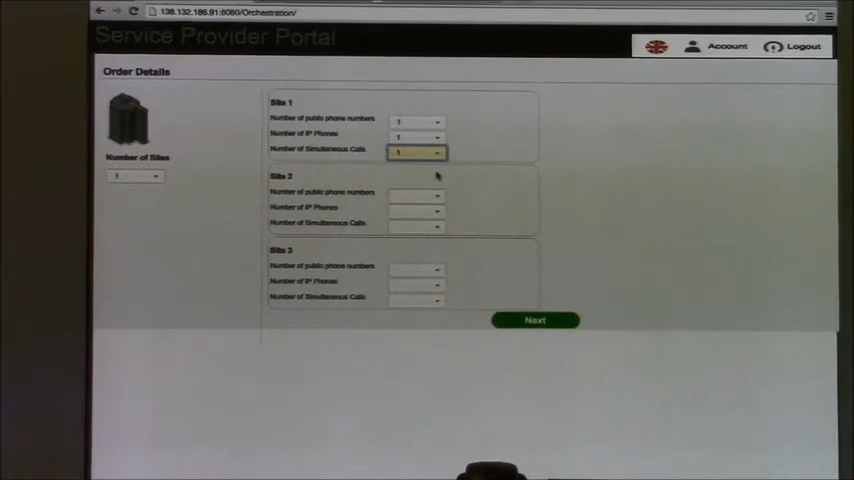 138.132.186.91:8080/Orchestration/
Service Provider Portal
Account
Logout
Order Details
Number of Sites
1
Site 1
Number of public phone numbers 1
Number of IP Phones 1
Number of Simultaneous Calls 1
Site 2
Number of public phone numbers
Number of IP Phones
Number of Simultaneous Calls
Site 3
Number of public phone numbers
Number of IP Phones
Number of Simultaneous Calls
Next